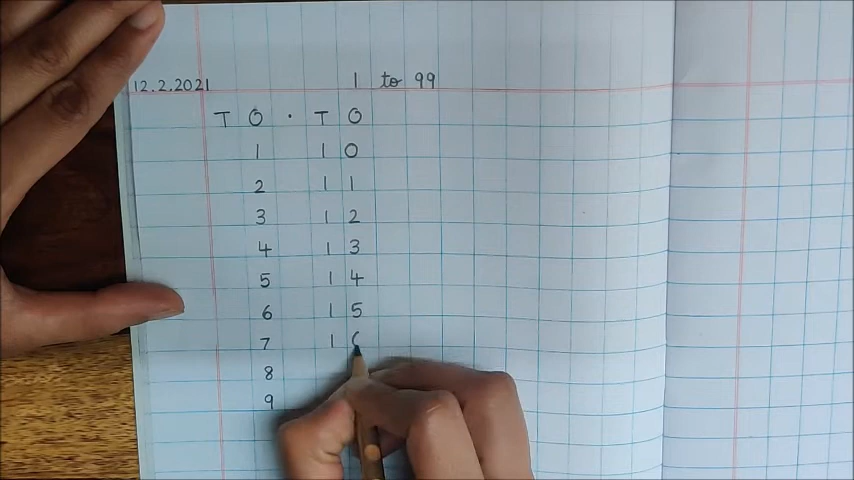 12.2.2021 1 to 99
T O . T O
1 1 0
2 1 1
3 1 2
4 1 3
5 1 4
6 1 5
7 1
8
9